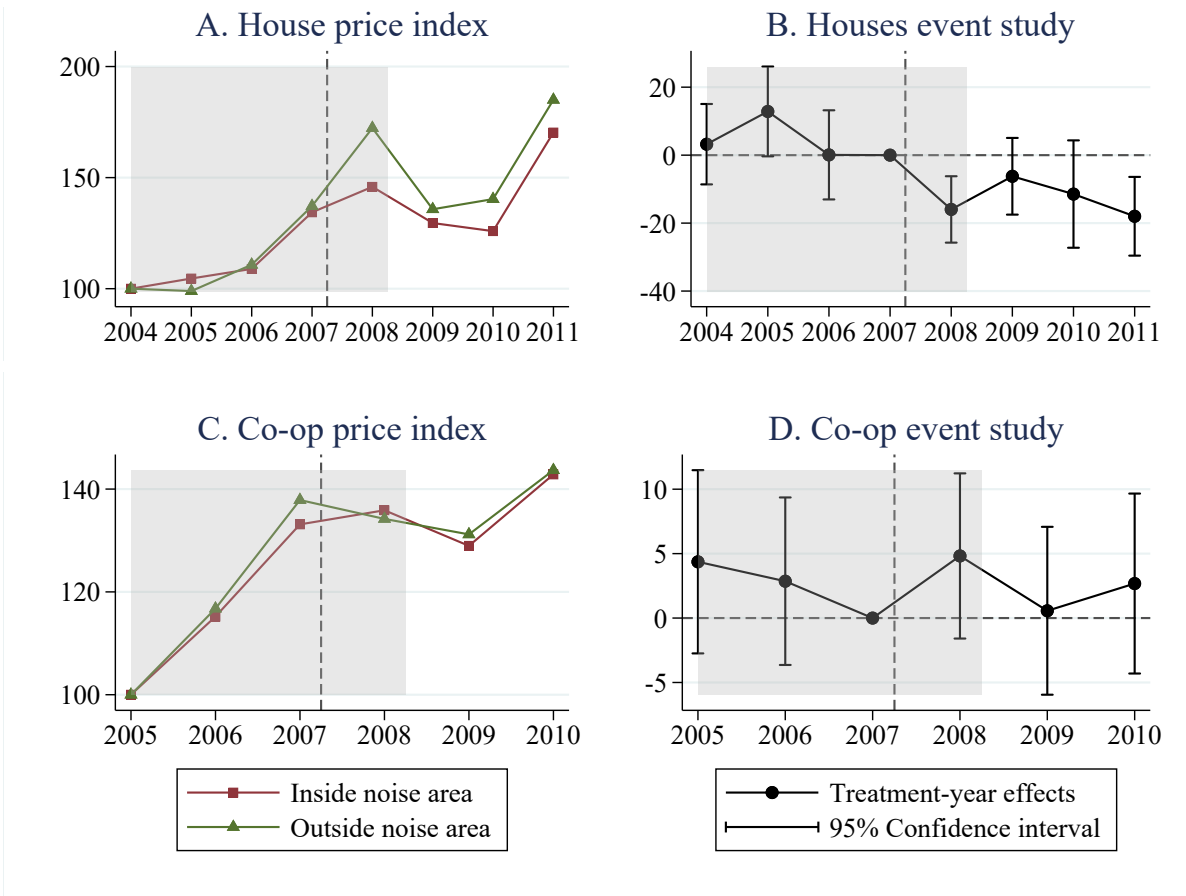 A. House price index
200
150
100
2004 2005 2006 2007 2008 2009 2010 2011
B. Houses event study
20
0
-20
-40
2004 2005 2006 2007 2008 2009 2010 2011
C. Co-op price index
140
120
100
2005 2006 2007 2008 2009 2010
Inside noise area
Outside noise area
D. Co-op event study
10
5
0
-5
2005 2006 2007 2008 2009 2010
Treatment-year effects
95% Confidence interval